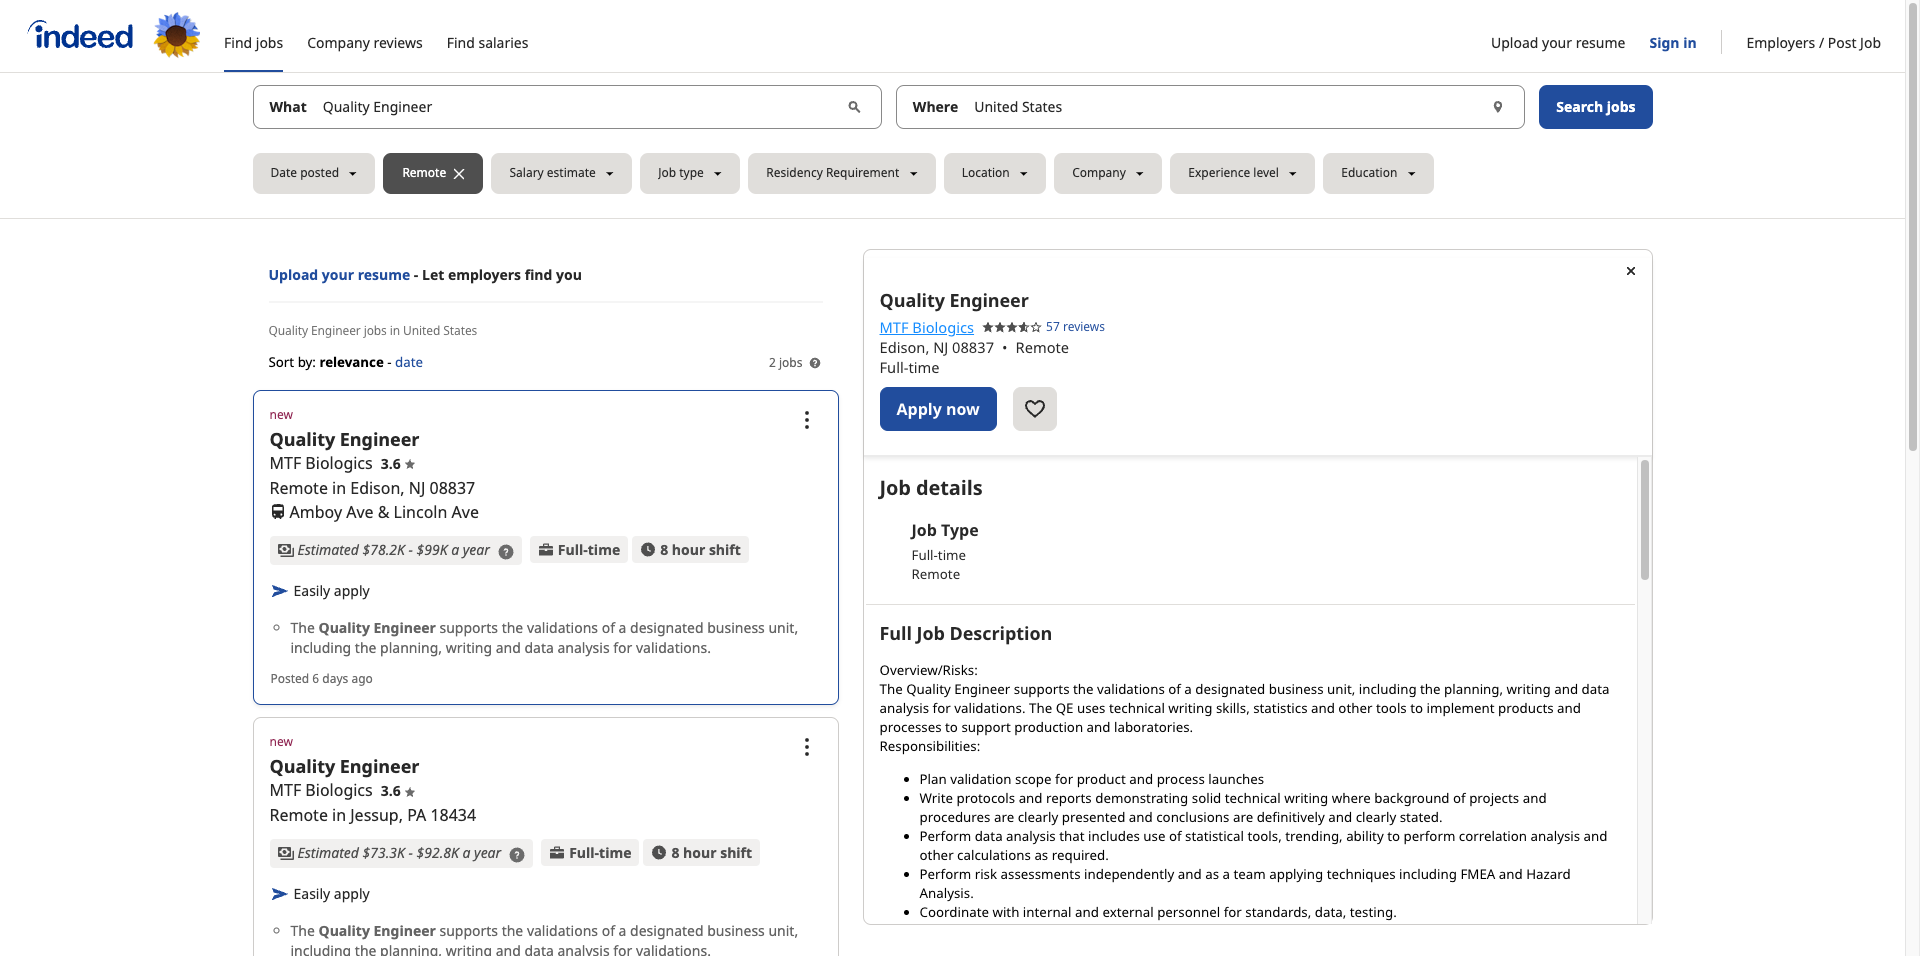 indeed
Find jobs
Company reviews
Find salaries
Upload your resume
Sign in
Employers / Post Job
What Quality Engineer
Where United States
Search jobs
Date posted
Remote
Salary estimate
Job type
Residency Requirement
Location
Company
Experience level
Education
Upload your resume - Let employers find you
Quality Engineer jobs in United States
Sort by: relevance - date
2 jobs
new
Quality Engineer
MTF Biologics 3.6
Remote in Edison, NJ 08837
Amboy Ave & Lincoln Ave
Estimated $78.2K - $99K a year
Full-time
8 hour shift
Easily apply
The Quality Engineer supports the validations of a designated business unit,
including the planning, writing and data analysis for validations.
Posted 6 days ago
new
Quality Engineer
MTF Biologics 3.6
Remote in Jessup, PA 18434
Estimated $73.3K - $92.8K a year
Full-time
8 hour shift
Easily apply
The Quality Engineer supports the validations of a designated business unit,
including the planning, writing and data analysis for validations.
Quality Engineer
MTF Biologics 57 reviews
Edison, NJ 08837 • Remote
Full-time
Apply now
Job details
Job Type
Full-time
Remote
Full Job Description
Overview/Risks:
The Quality Engineer supports the validations of a designated business unit, including the planning, writing and data
analysis for validations. The QE uses technical writing skills, statistics and other tools to implement products and
processes to support production and laboratories.
Responsibilities:
• Plan validation scope for product and process launches
• Write protocols and reports demonstrating solid technical writing where background of projects and
procedures are clearly presented and conclusions are definitively and clearly stated.
• Perform data analysis that includes use of statistical tools, trending, ability to perform correlation analysis and
other calculations as required.
• Perform risk assessments independently and as a team applying techniques including FMEA and Hazard
Analysis.
• Coordinate with internal and external personnel for standards, data, testing.